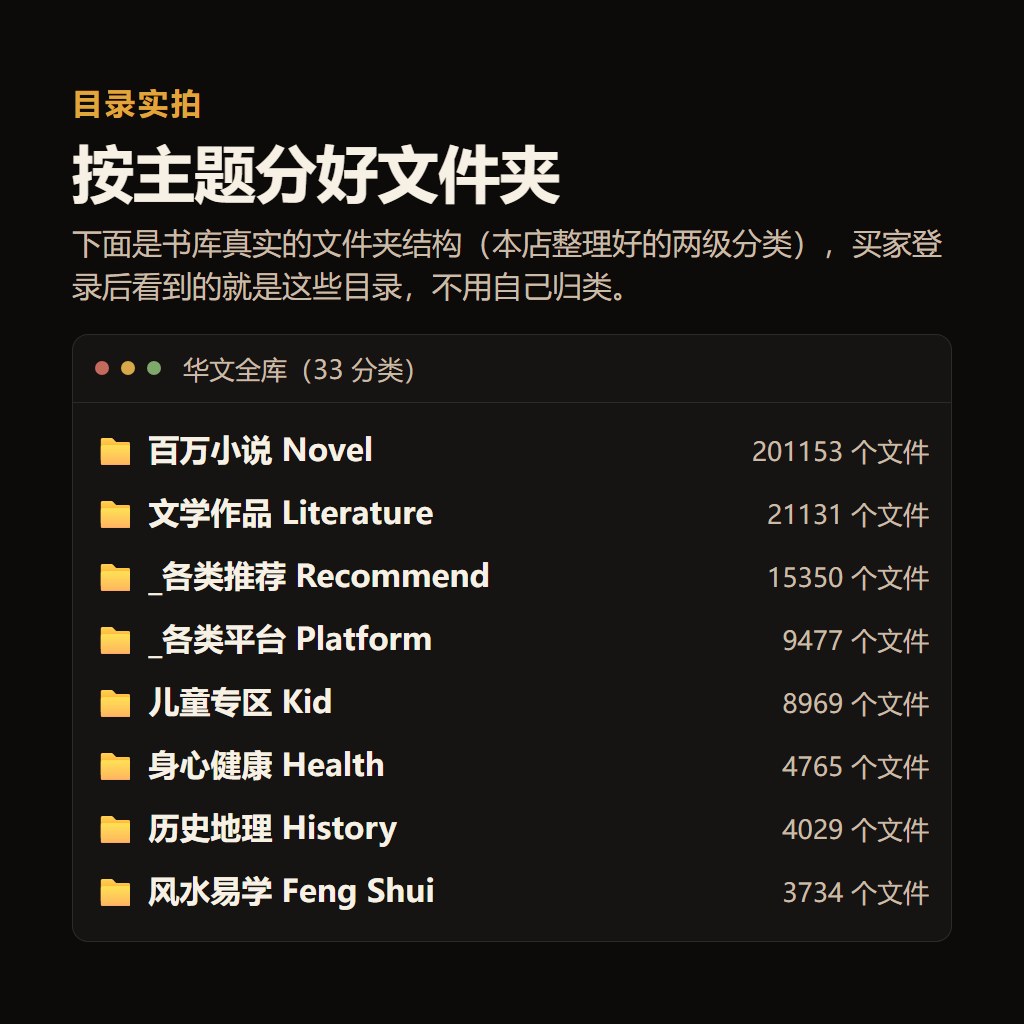 目录实拍
按主题分好文件夹
下面是书库真实的文件夹结构（本店整理好的两级分类），买家登
录后看到的就是这些目录，不用自己归类。
华文全库（33 分类）
百万小说 Novel 201153 个文件
文学作品 Literature 21131 个文件
_各类推荐 Recommend 15350 个文件
_各类平台 Platform 9477 个文件
儿童专区 Kid 8969 个文件
身心健康 Health 4765 个文件
历史地理 History 4029 个文件
风水易学 Feng Shui 3734 个文件